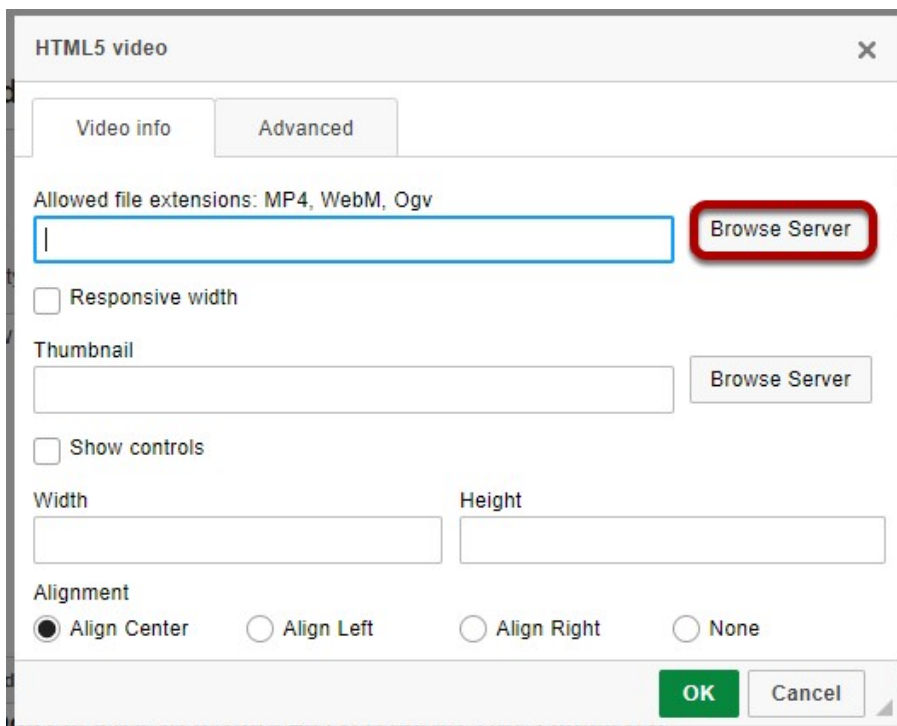 HTML5 video
Video info Advanced
Allowed file extensions: MP4, WebM, Ogv
Browse Server
Responsive width
Thumbnail
Browse Server
Show controls
Width Height
Alignment
Align Center Align Left Align Right None
OK Cancel